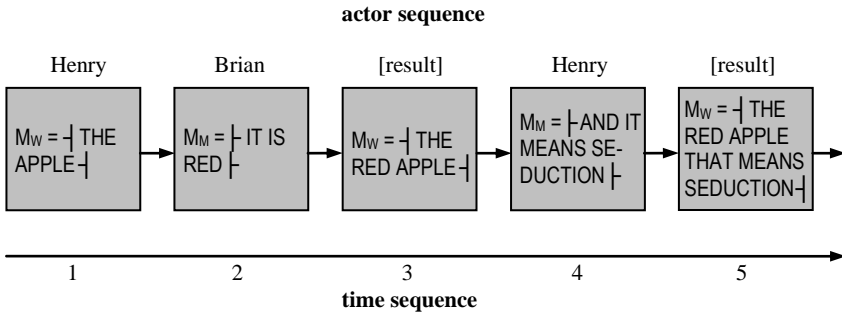 actor sequence
Henry
Brian
[result]
Henry
[result]
MW = ┤THE
APPLE┤
MM = ├ IT IS
RED ├
MW = ┤THE
RED APPLE┤
MM = ├AND IT
MEANS SE-
DUCTION ├
MW = ┤THE
RED APPLE
THAT MEANS
SEDUCTION┤
1
2
3
4
5
time sequence